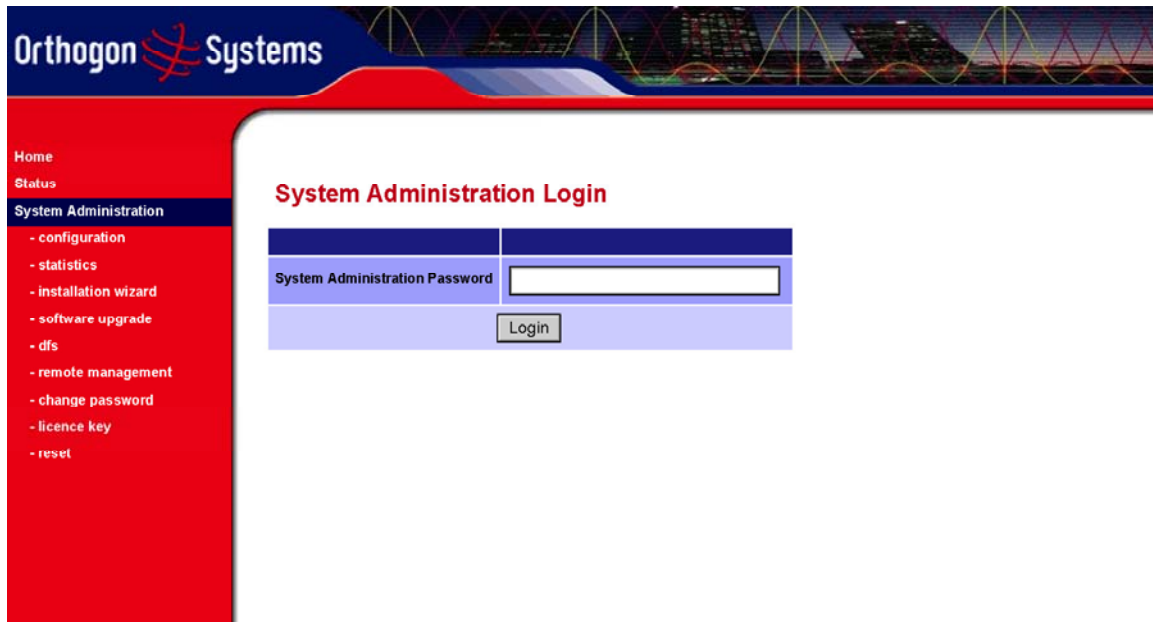 Orthogon Systems
Home
Status
System Administration
- configuration
- statistics
- installation wizard
- software upgrade
- dfs
- remote management
- change password
- licence key
- reset
System Administration Login
System Administration Password
Login